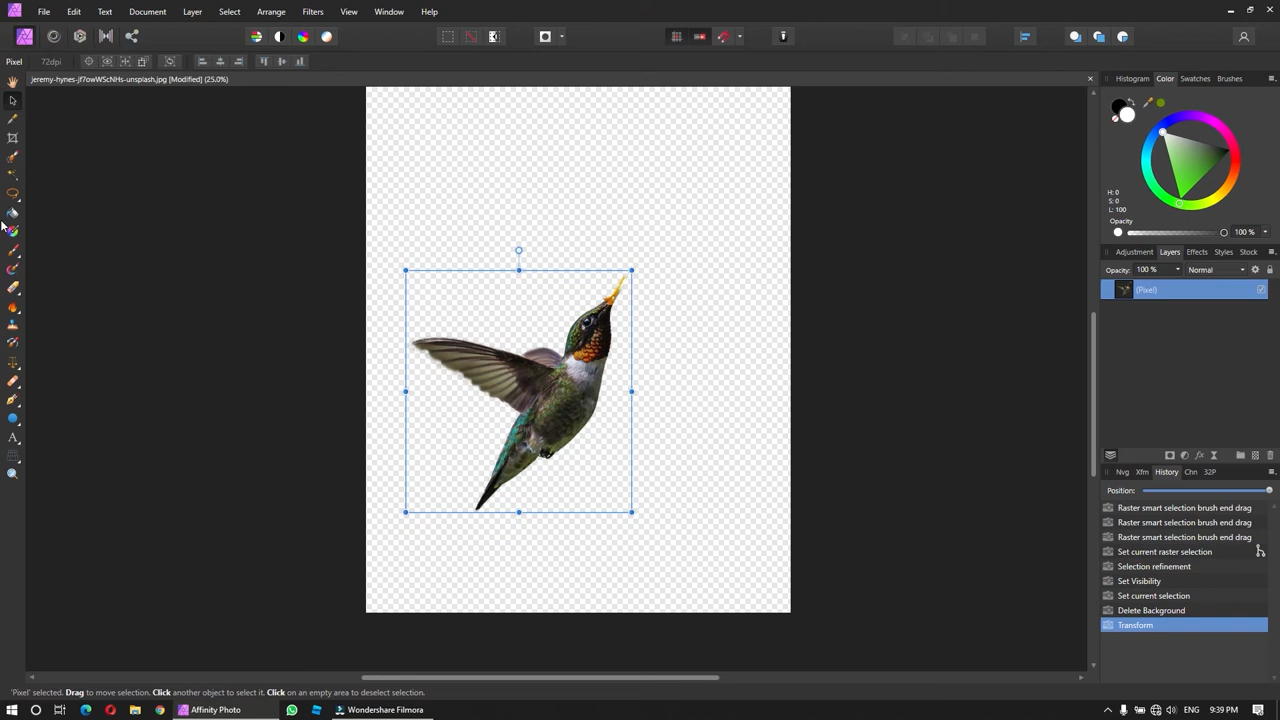 File Edit Text Document Layer Select Arrange Filters View Window Help
Pixel 72dpi
jeremy-hynes-jf7owWScNHs-unsplash.jpg [Modified] (25.0%)
Histogram Color Swatches Brushes
H: 0
S: 0
L: 100
Opacity
100 %
Adjustment Layers Effects Styles Stock
Opacity: 100 % Normal
(Pixel)
Nvg Xfm History Chn 32P
Position:
Raster smart selection brush end drag
Raster smart selection brush end drag
Raster smart selection brush end drag
Set current raster selection
Selection refinement
Set Visibility
Set current selection
Delete Background
Transform
'Pixel' selected. Drag to move selection. Click another object to select it. Click on an empty area to deselect selection.
Affinity Photo Wondershare Filmora ENG 9:39 PM